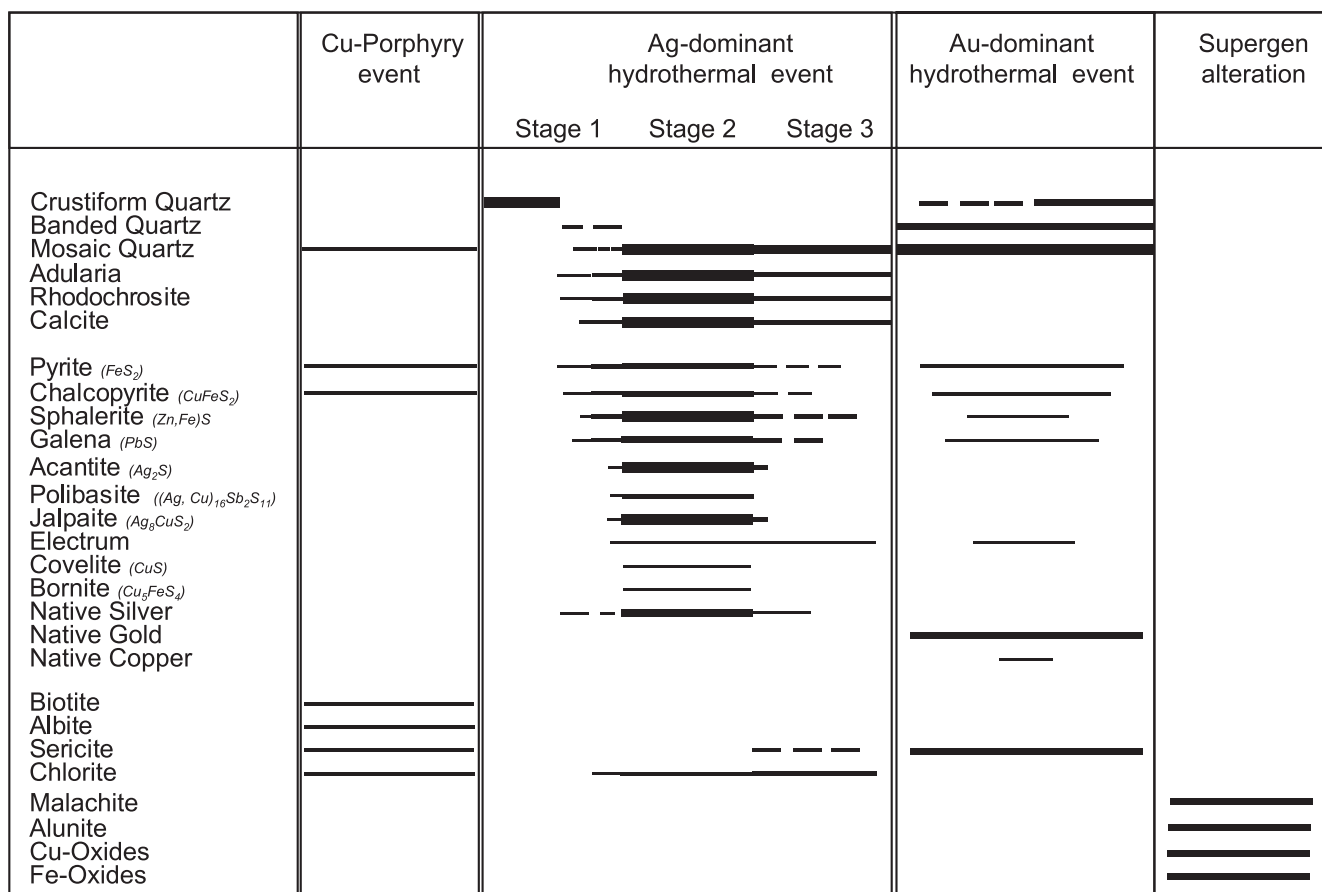 Cu-Porphyry
event
Ag-dominant
hydrothermal event
Au-dominant
hydrothermal event
Supergen
alteration
Stage 1 Stage 2 Stage 3
Crustiform Quartz
Banded Quartz
Mosaic Quartz
Adularia
Rhodochrosite
Calcite
Pyrite (FeS₂)
Chalcopyrite (CuFeS₂)
Sphalerite (Zn,Fe)S
Galena (PbS)
Acantite (Ag₂S)
Polibasite ((Ag, Cu)₁₆Sb₂S₁₁)
Jalpaite (Ag₈CuS₂)
Electrum
Covelite (CuS)
Bornite (Cu₅FeS₄)
Native Silver
Native Gold
Native Copper
Biotite
Albite
Sericite
Chlorite
Malachite
Alunite
Cu-Oxides
Fe-Oxides